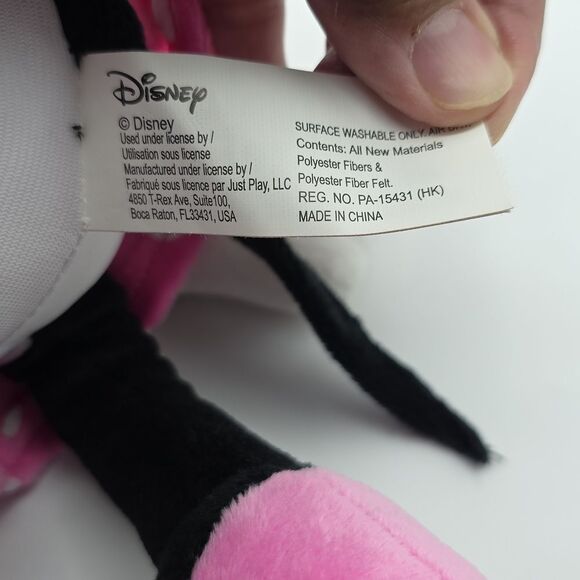 Disney
© Disney
Used under license by /
Utilisation sous license
Manufactured under license by /
Fabriqué sous licence par Just Play, LLC
4850 T-Rex Ave, Suite100,
Boca Raton, FL33431, USA
SURFACE WASHABLE ONLY. AIR
Contents: All New Materials
Polyester Fibers &
Polyester Fiber Felt.
REG. NO. PA-15431 (HK)
MADE IN CHINA